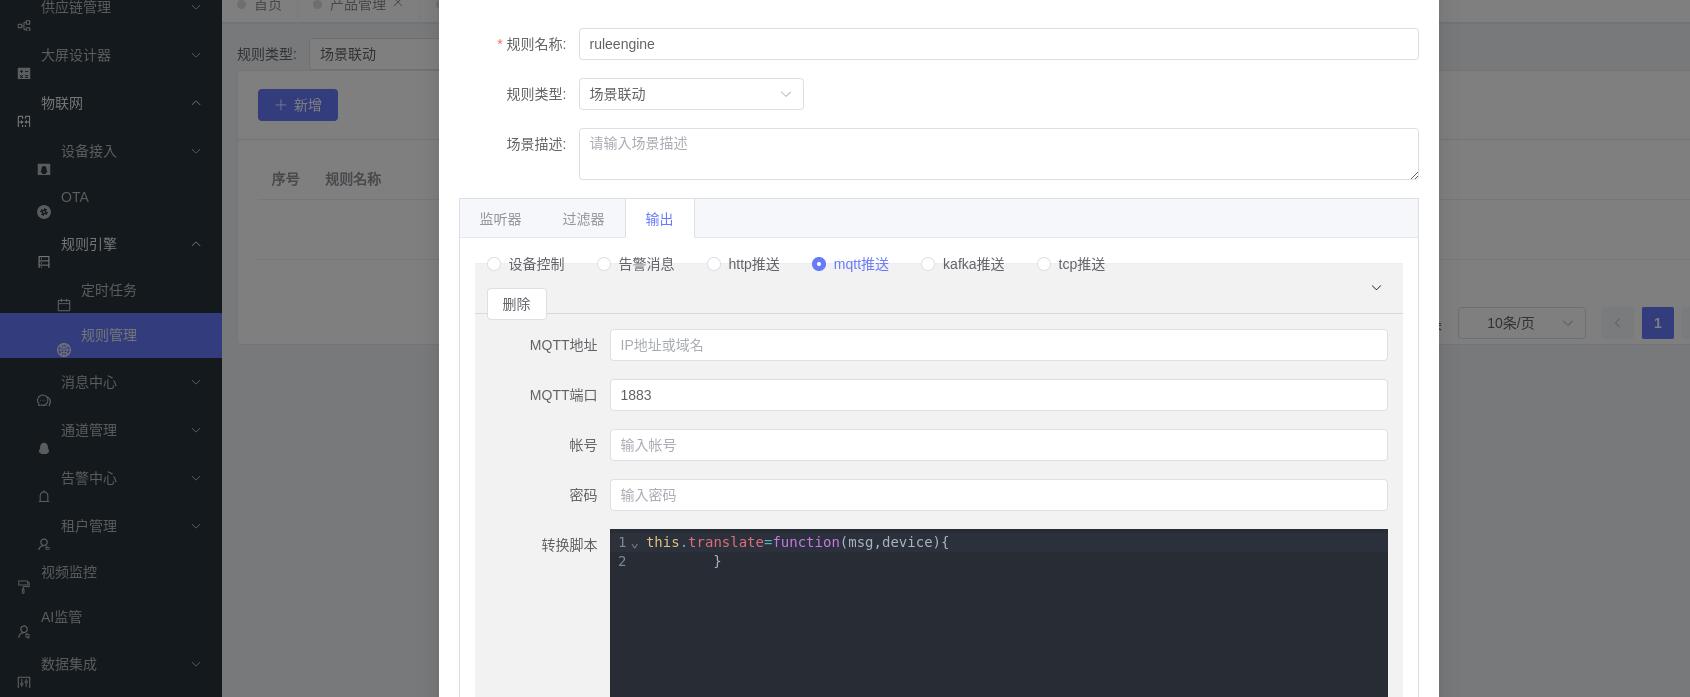 供应链管理
大屏设计器
物联网
设备接入
OTA
规则引擎
定时任务
规则管理
消息中心
通道管理
告警中心
租户管理
视频监控
AI监管
数据集成
首页
产品管理
规则类型:
场景联动
新增
序号
规则名称
* 规则名称:
ruleengine
规则类型:
场景联动
场景描述:
请输入场景描述
监听器
过滤器
输出
设备控制
告警消息
http推送
mqtt推送
kafka推送
tcp推送
删除
MQTT地址
IP地址或域名
MQTT端口
1883
帐号
输入帐号
密码
输入密码
转换脚本
1 this.translate=function(msg,device){
2 }
10条/页
1